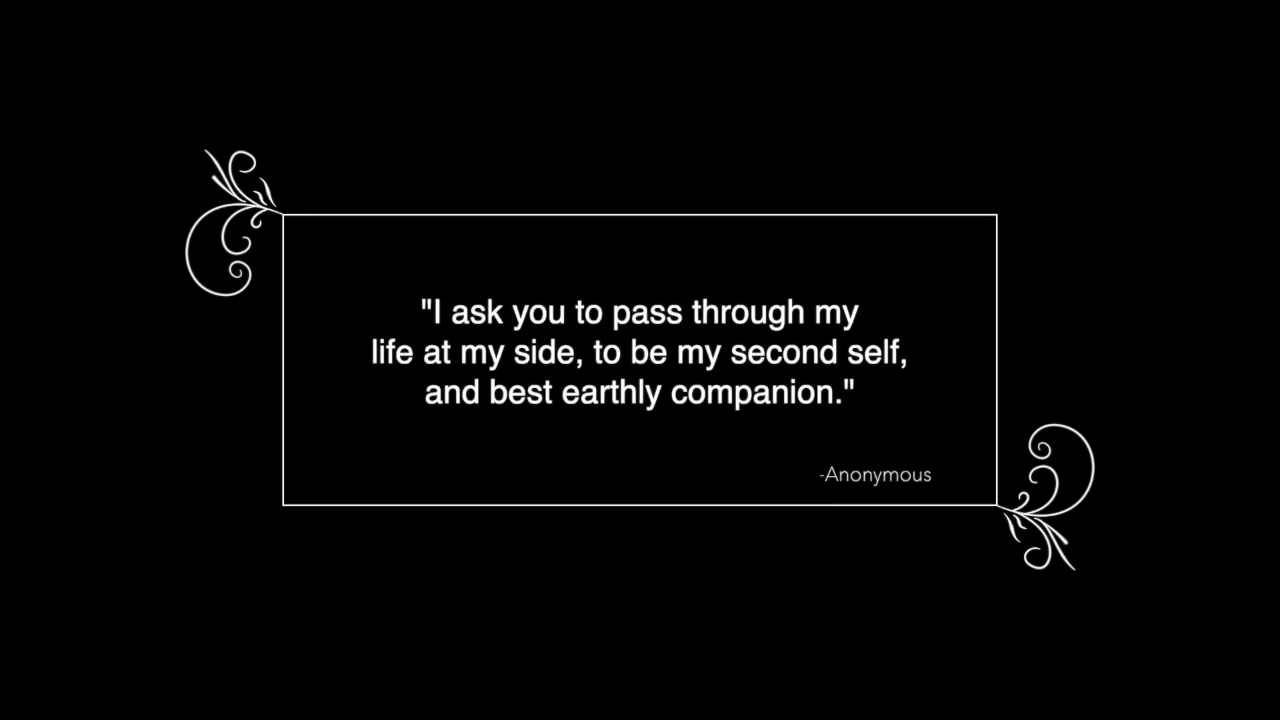 "I ask you to pass through my
life at my side, to be my second self,
and best earthly companion."
-Anonymous